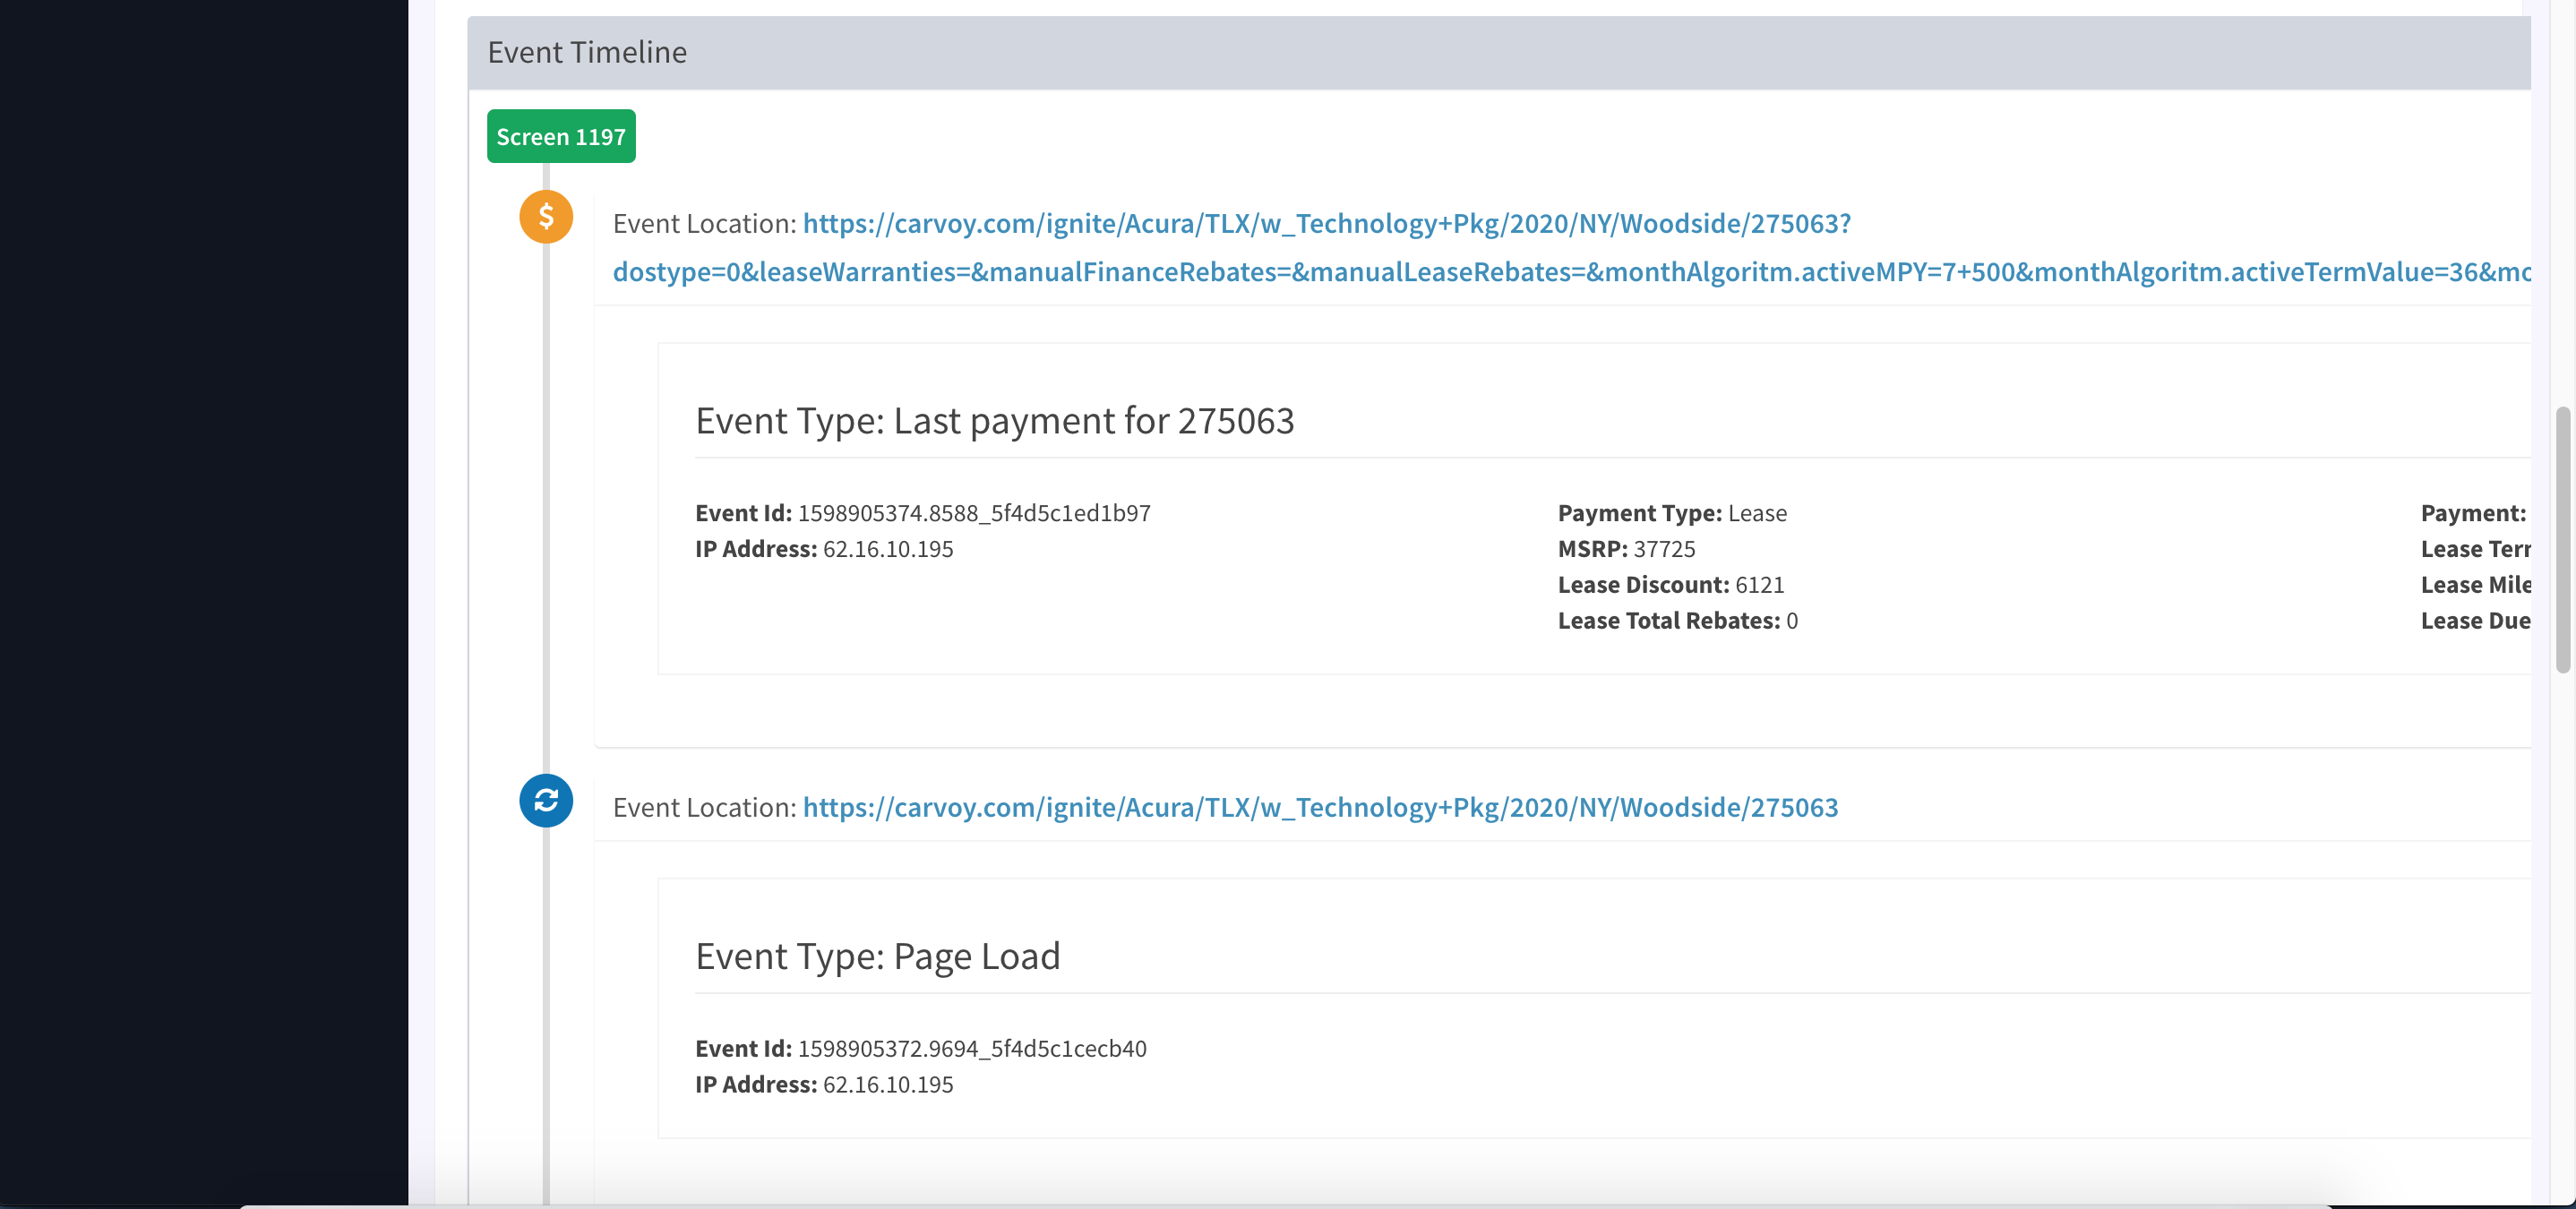 Event Timeline
Screen 1197
$
Event Location: https://carvoy.com/ignite/Acura/TLX/w_Technology+Pkg/2020/NY/Woodside/275063?
dostype=0&leaseWarranties=&manualFinanceRebates=&manualLeaseRebates=&monthAlgoritm.activeMPY=7+500&monthAlgoritm.activeTermValue=36&mo
Event Type: Last payment for 275063
Event Id: 1598905374.8588_5f4d5c1ed1b97
IP Address: 62.16.10.195
Payment Type: Lease
MSRP: 37725
Lease Discount: 6121
Lease Total Rebates: 0
Payment:
Lease Ter
Lease Mile
Lease Due
Event Location: https://carvoy.com/ignite/Acura/TLX/w_Technology+Pkg/2020/NY/Woodside/275063
Event Type: Page Load
Event Id: 1598905372.9694_5f4d5c1cecb40
IP Address: 62.16.10.195